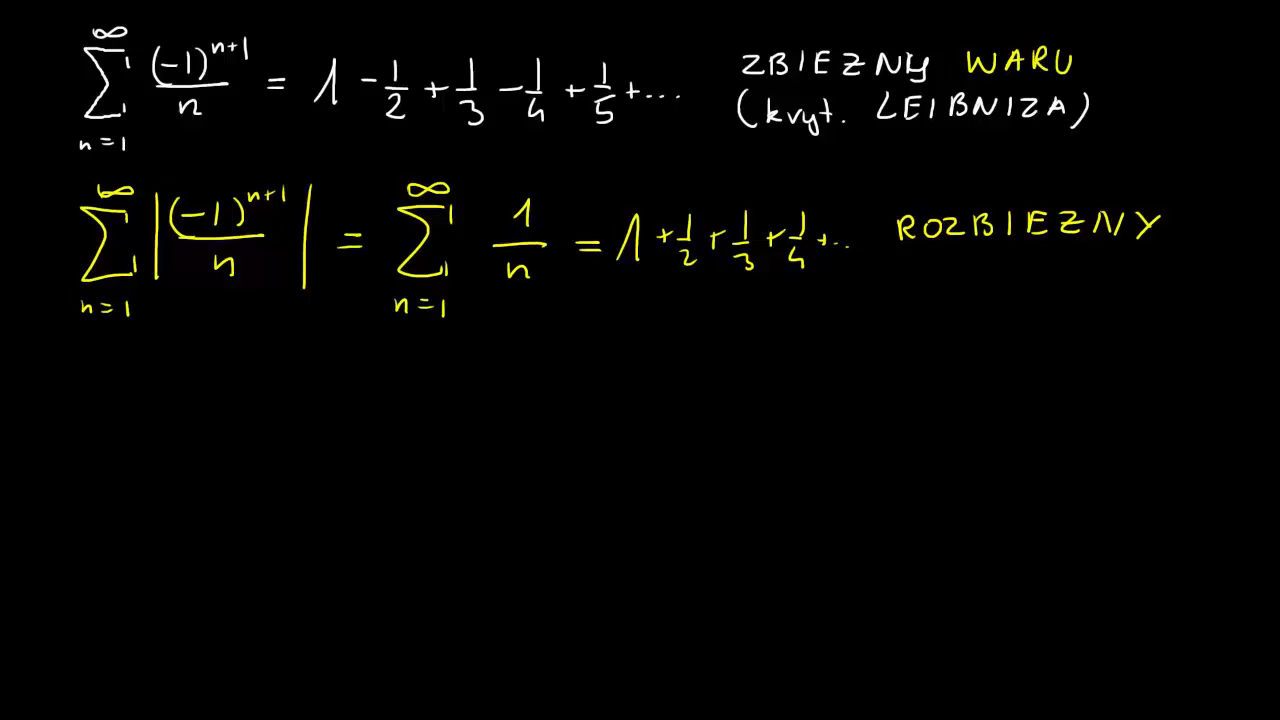 ∑_{n=1}^{∞} (-1)^{n+1}/n = 1 - 1/2 + 1/3 - 1/4 + 1/5 + ... ZBIEZNY WARU
(kryt. LEIBNIZA)
∑_{n=1}^{∞} |(-1)^{n+1}/n| = ∑_{n=1}^{∞} 1/n = 1 + 1/2 + 1/3 + 1/4 + ... ROZBIEZNY